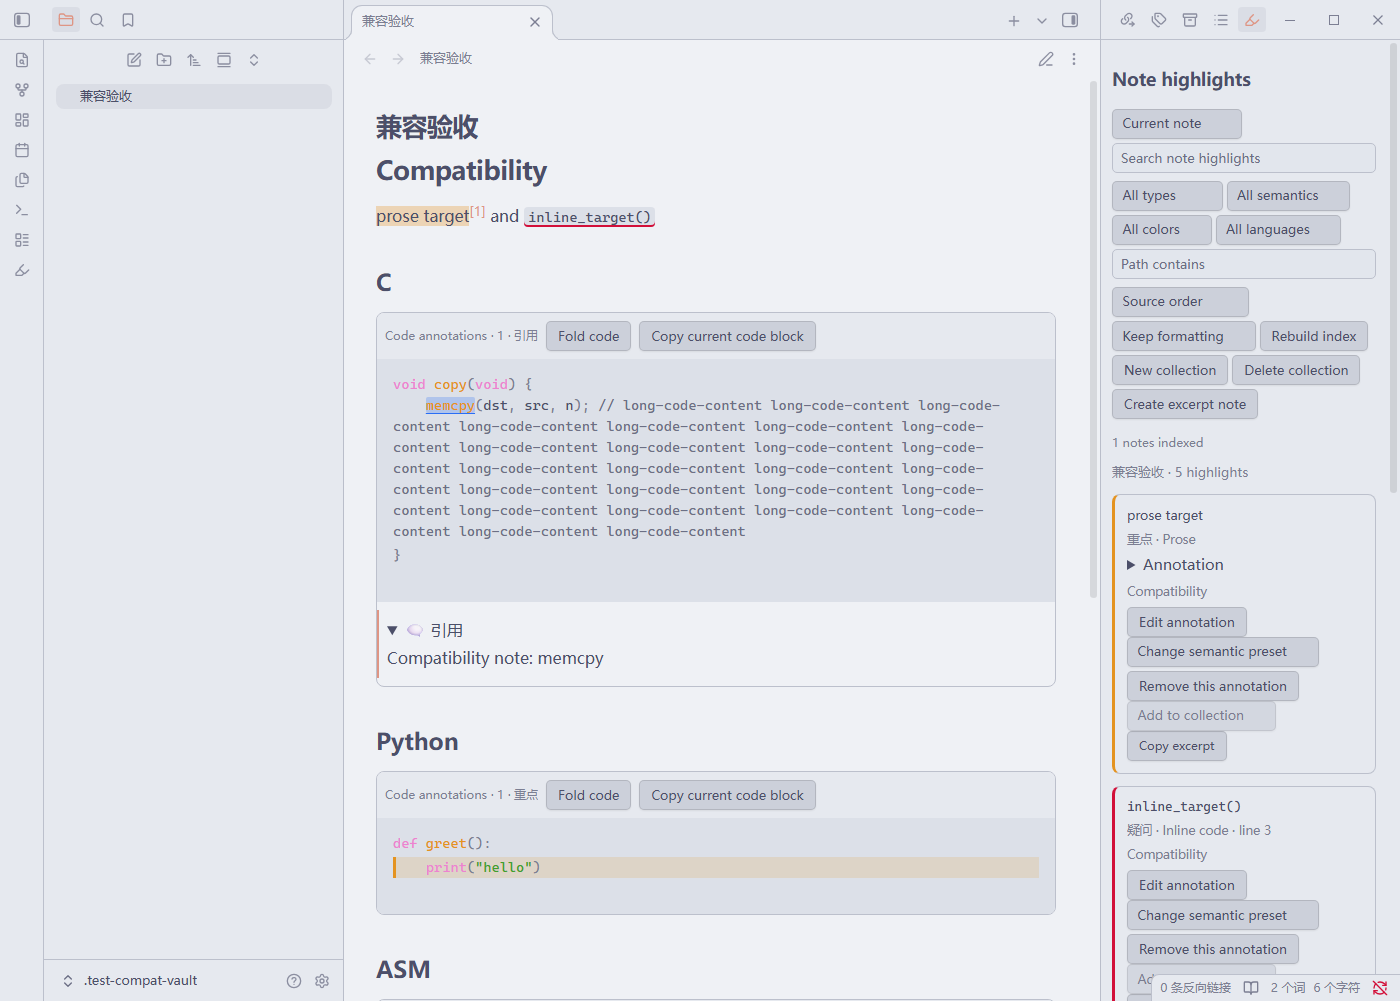 兼容验收
兼容验收
兼容验收
兼容验收
Compatibility
prose target[1] and inline_target()
C
Code annotations · 1 · 引用 Fold code Copy current code block
void copy(void) {
memcpy(dst, src, n); // long-code-content long-code-content long-code-
content long-code-content long-code-content long-code-content long-code-
content long-code-content long-code-content long-code-content long-code-
content long-code-content long-code-content long-code-content long-code-
content long-code-content long-code-content long-code-content long-code-
content long-code-content long-code-content long-code-content long-code-
content long-code-content long-code-content
}
引用
Compatibility note: memcpy
Python
Code annotations · 1 · 重点 Fold code Copy current code block
def greet():
print("hello")
ASM
.test-compat-vault
Note highlights
Current note
Search note highlights
All types All semantics
All colors All languages
Path contains
Source order
Keep formatting Rebuild index
New collection Delete collection
Create excerpt note
1 notes indexed
兼容验收 · 5 highlights
prose target
重点 · Prose
Annotation
Compatibility
Edit annotation
Change semantic preset
Remove this annotation
Add to collection
Copy excerpt
inline_target()
疑问 · Inline code · line 3
Compatibility
Edit annotation
Change semantic preset
Remove this annotation
0 条反向链接 2 个词 6 个字符